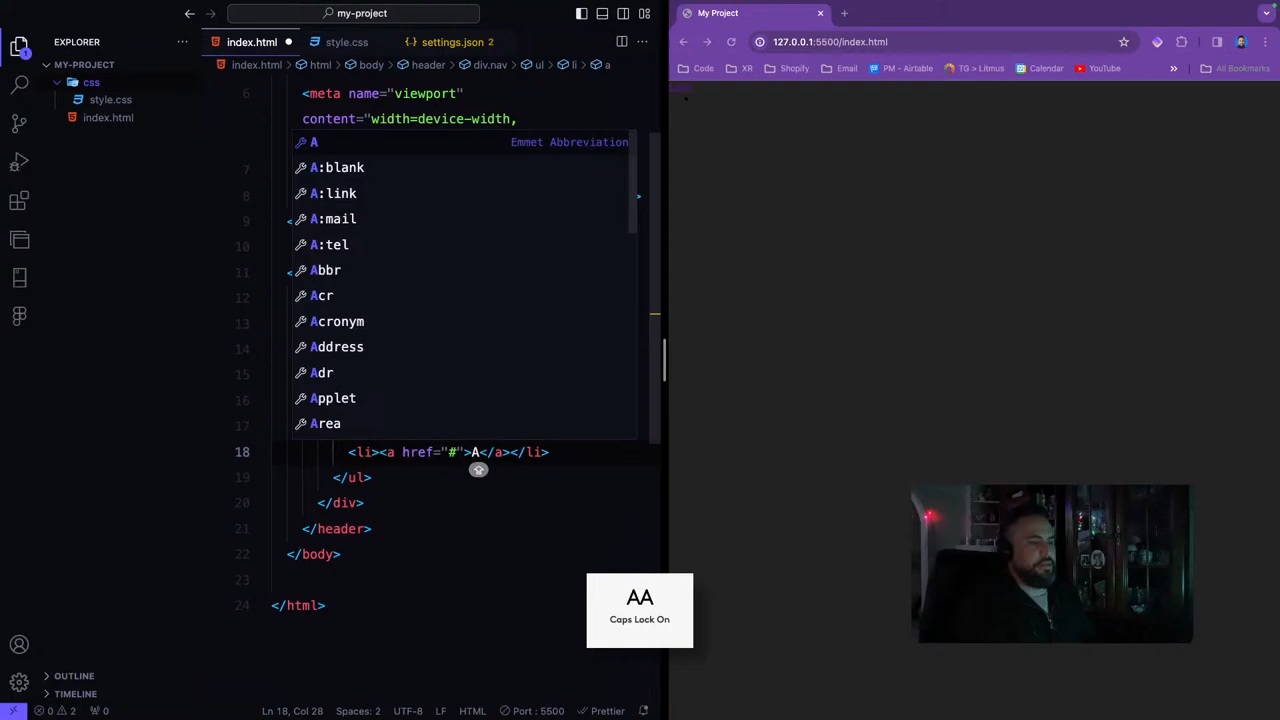 my-project
My Project
EXPLORER
index.html
style.css
settings.json 2
127.0.0.1:5500/index.html
MY-PROJECT
index.html > html > body > header > div.nav > ul > li > a
Code
XR
Shopify
Email
PM - Airtable
TG > Litmus
Calendar
YouTube
»
All Bookmarks
css
style.css
index.html
6 <meta name="viewport"
content="width=device-width,
A Emmet Abbreviation
7 A:blank
8 A:link >
9 < A:mail
10 A:tel
11 < Abbr
12 Acr
13 Acronym
14 Address
15 Adr
16 Applet
17 Area
18 <li><a href="#">A</a></li>
19 </ul>
20 </div>
21 </header>
22 </body>
23
24 </html>
AA
Caps Lock On
OUTLINE
TIMELINE
1
0 2 0 Ln 18, Col 28 Spaces: 2 UTF-8 LF HTML Port : 5500 Prettier